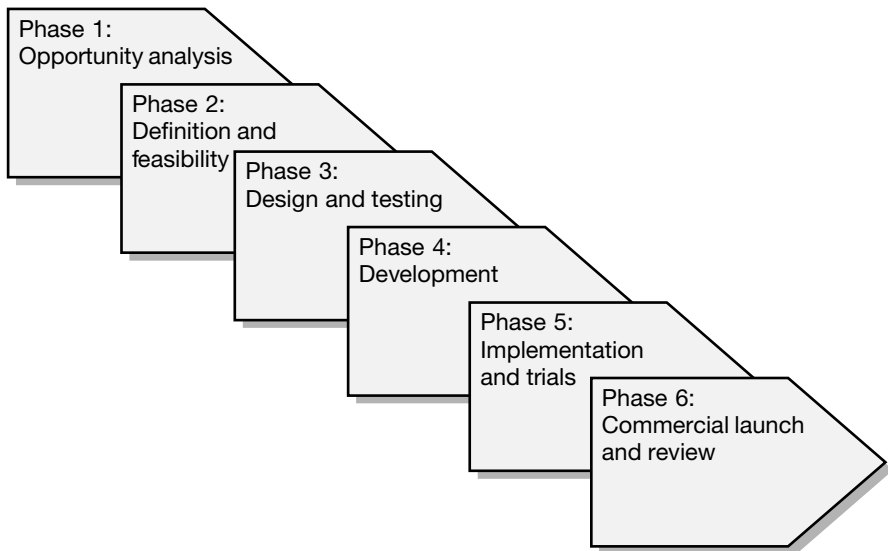 Phase 1:
Opportunity analysis
Phase 2:
Definition and
feasibility
Phase 3:
Design and testing
Phase 4:
Development
Phase 5:
Implementation
and trials
Phase 6:
Commercial launch
and review